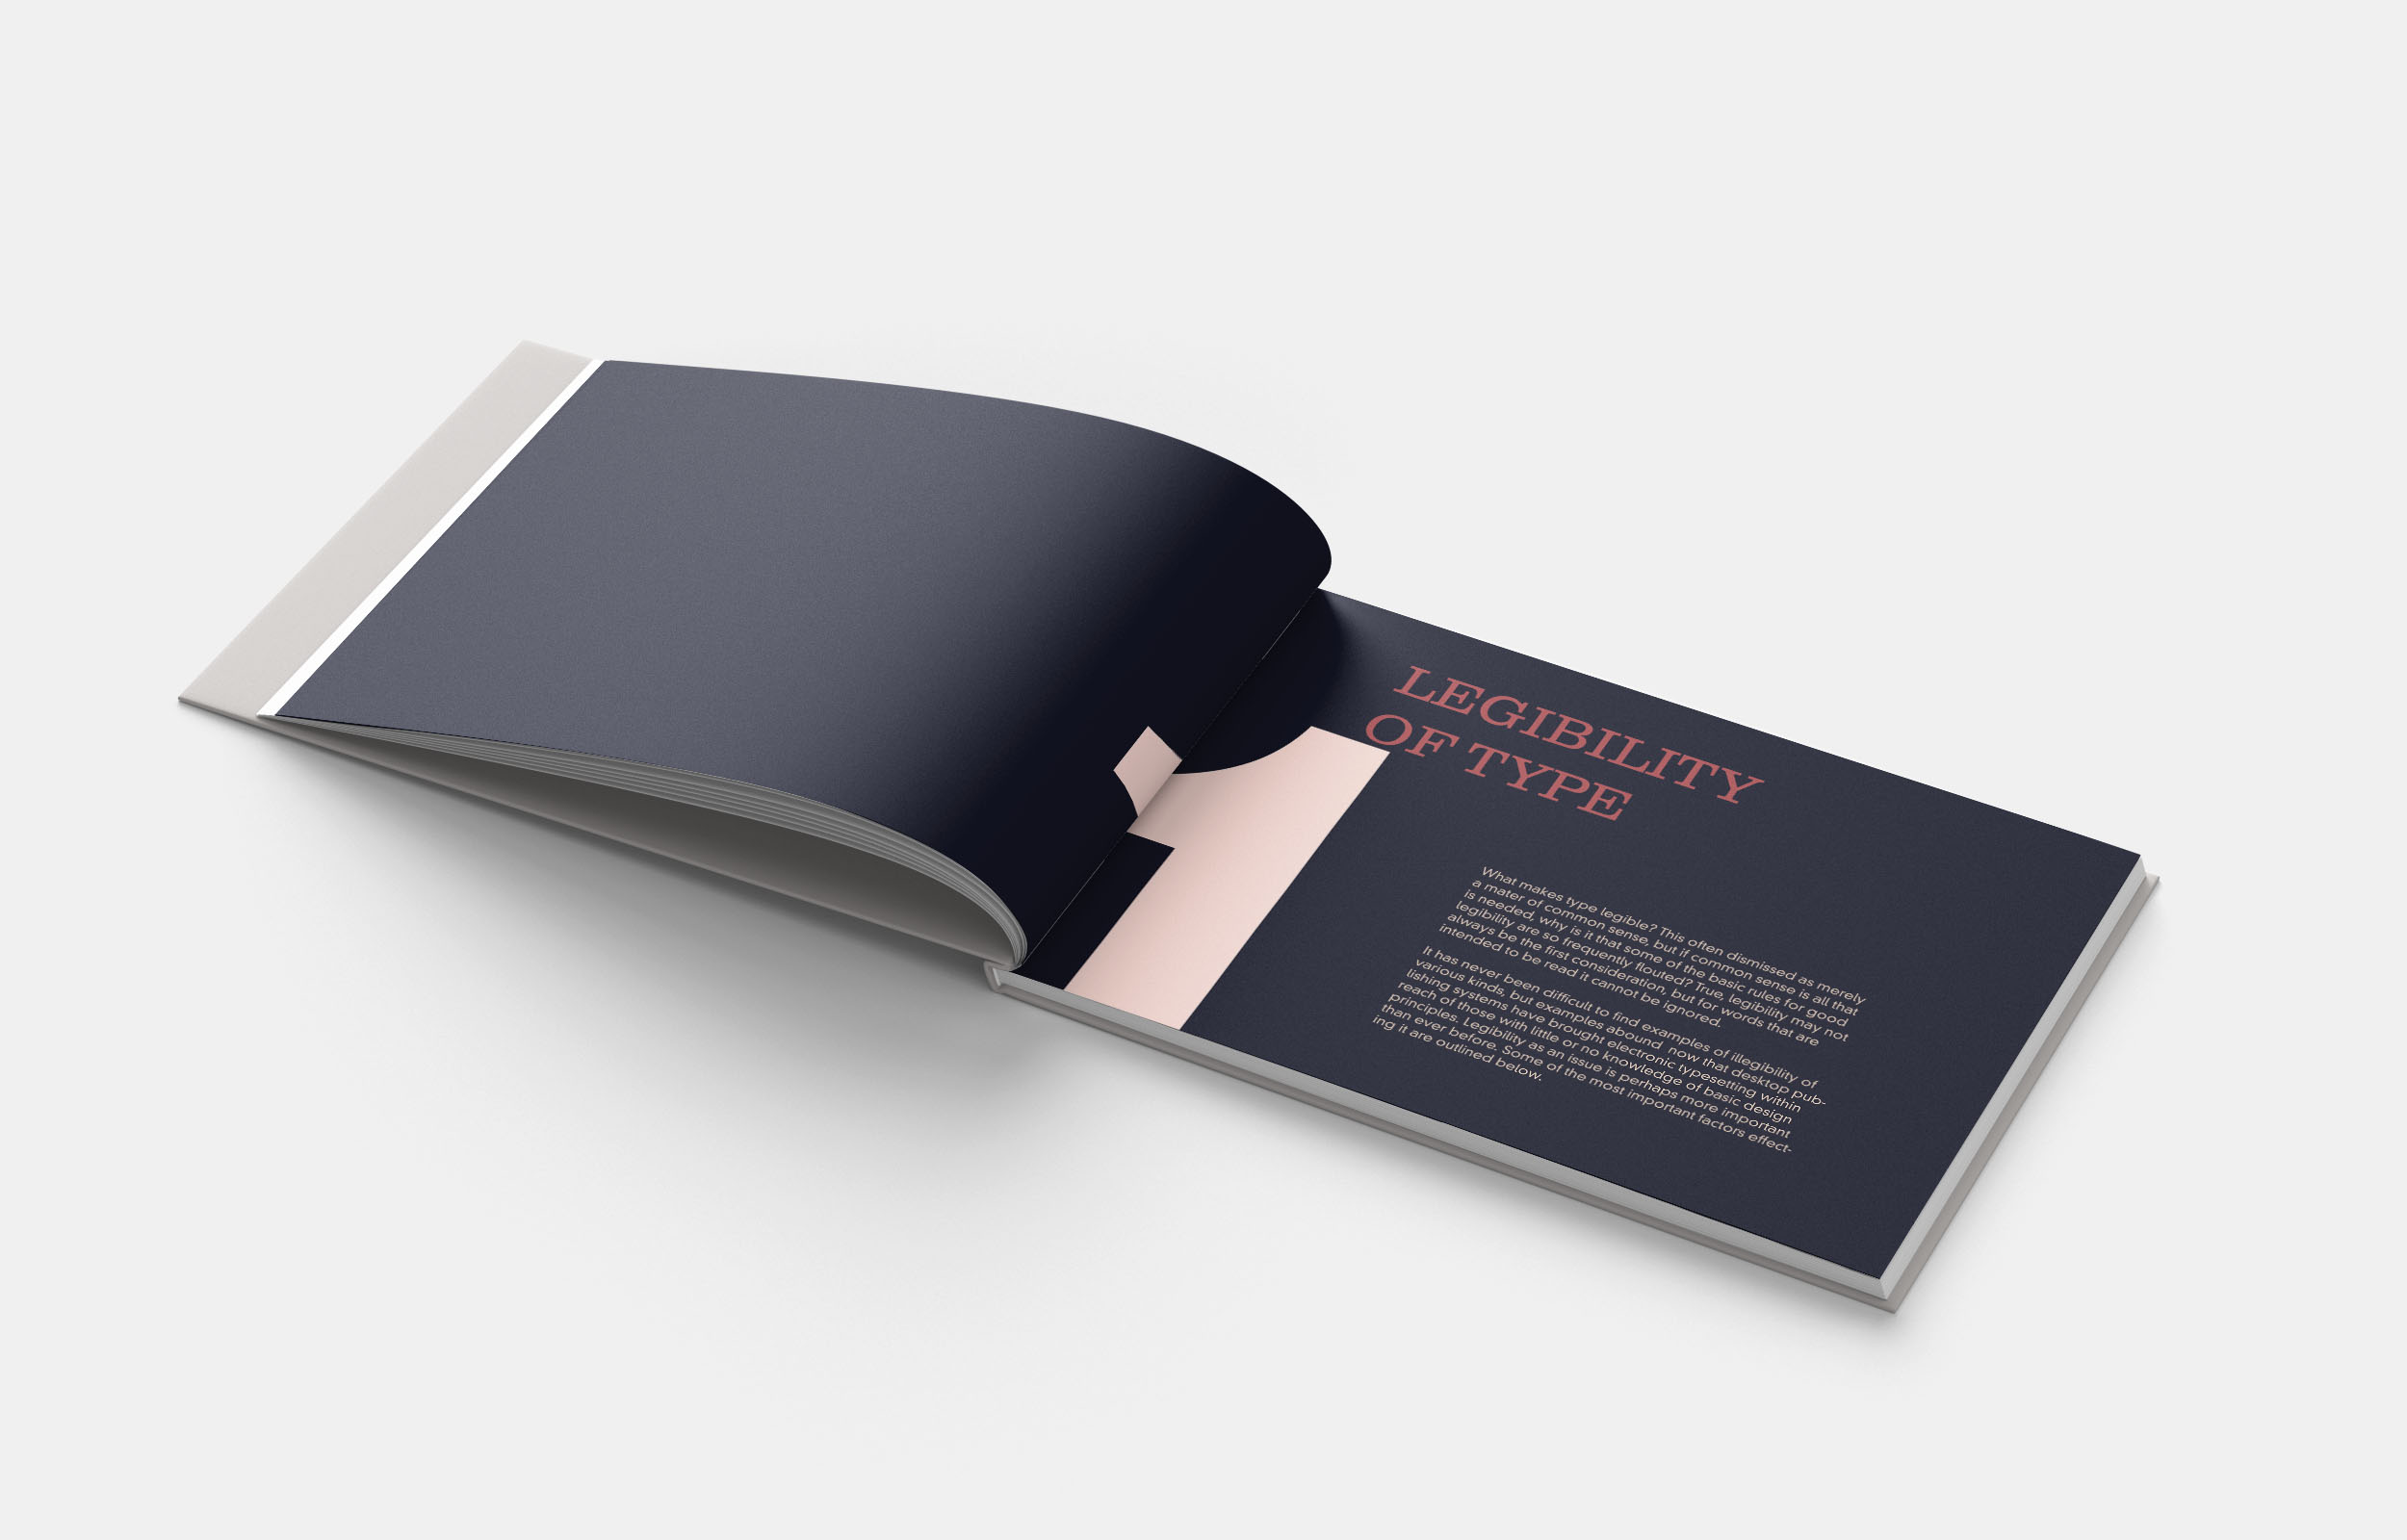 1
LEGIBILITY
OF TYPE
What makes type legible? This often dismissed as merely
a mater of common sense, but if common sense is all that
is needed, why is it that some of the basic rules for good
legibility are so frequently flouted? True, legibility may not
always be the first consideration, but for words that are
intended to be read it cannot be ignored.
It has never been difficult to find examples of illegibility of
various kinds, but examples abound now that desktop pub-
lishing systems have brought electronic typesetting within
reach of those with little or no knowledge of basic design
principles. Legibility as an issue is perhaps more important
than ever before. Some of the most important factors effect-
ing it are outlined below.